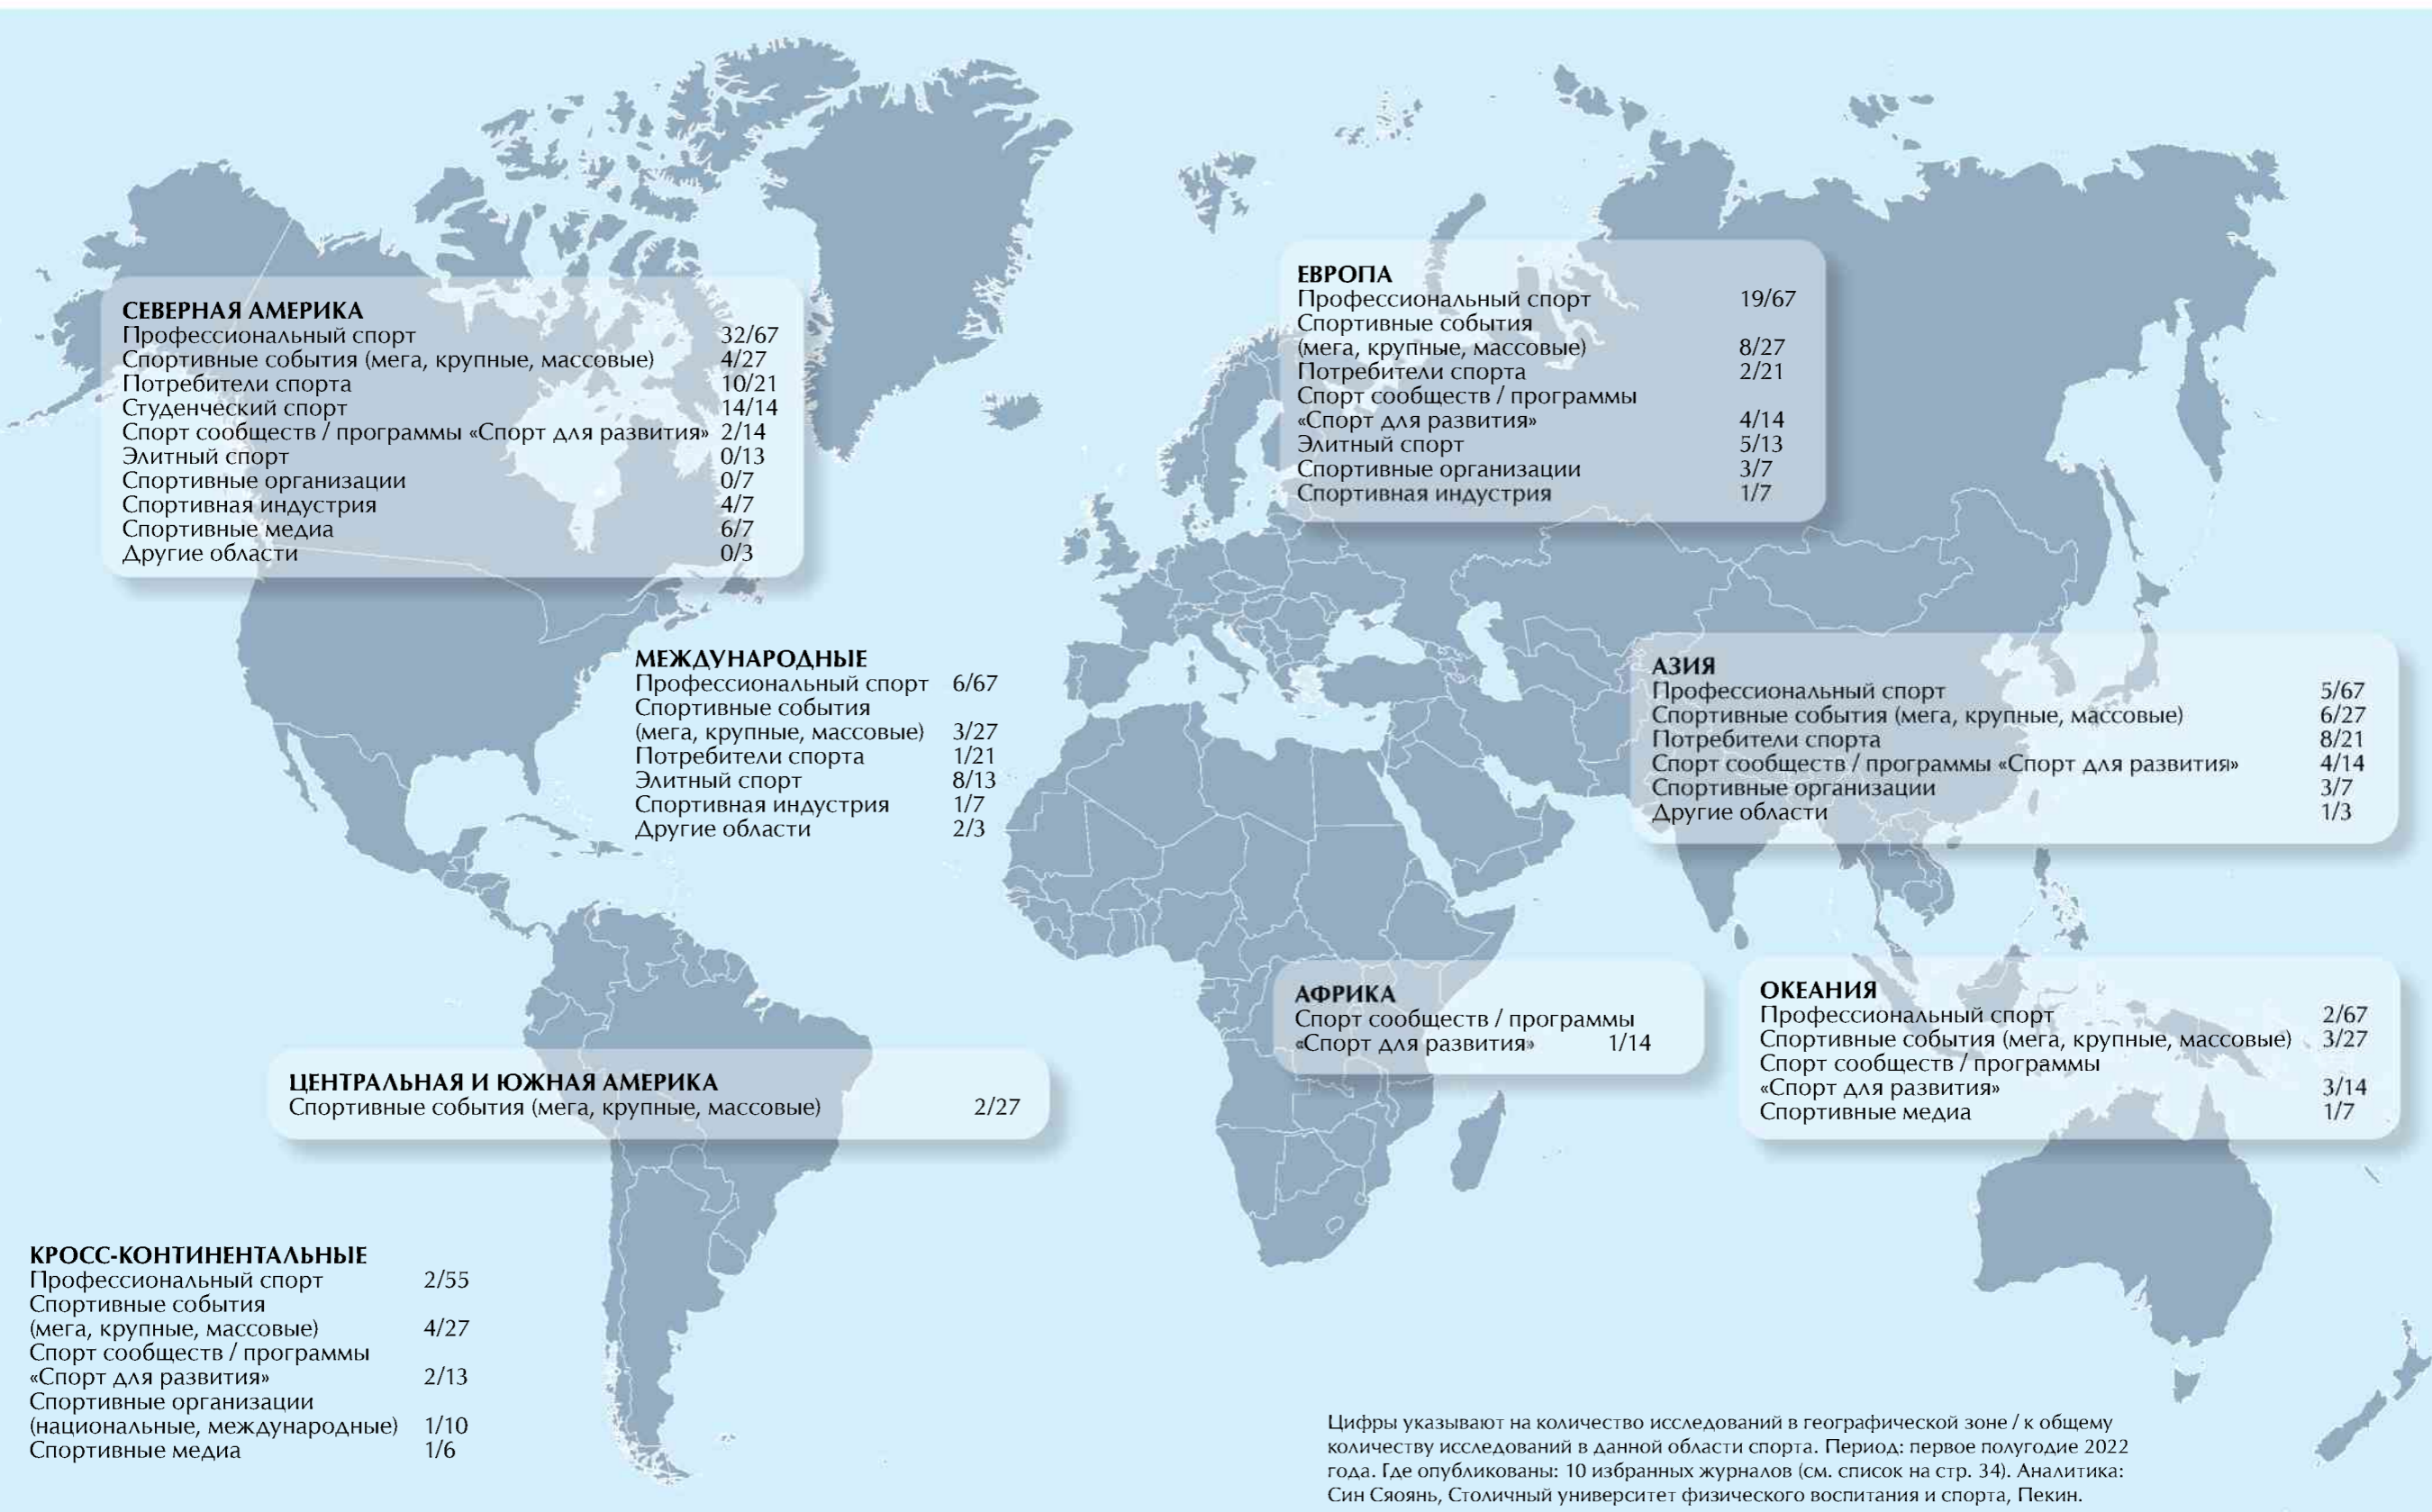 СЕВЕРНАЯ АМЕРИКА
Профессиональный спорт 32/67
Спортивные события (мега, крупные, массовые) 4/27
Потребители спорта 10/21
Студенческий спорт 14/14
Спорт сообществ / программы «Спорт для развития» 2/14
Элитный спорт 0/13
Спортивные организации 0/7
Спортивная индустрия 4/7
Спортивные медиа 6/7
Другие области 0/3
ЕВРОПА
Профессиональный спорт 19/67
Спортивные события
(мега, крупные, массовые) 8/27
Потребители спорта 2/21
Спорт сообществ / программы
«Спорт для развития» 4/14
Элитный спорт 5/13
Спортивные организации 3/7
Спортивная индустрия 1/7
МЕЖДУНАРОДНЫЕ
Профессиональный спорт 6/67
Спортивные события
(мега, крупные, массовые) 3/27
Потребители спорта 1/21
Элитный спорт 8/13
Спортивная индустрия 1/7
Другие области 2/3
АЗИЯ
Профессиональный спорт 5/67
Спортивные события (мега, крупные, массовые) 6/27
Потребители спорта 8/21
Спорт сообществ / программы «Спорт для развития» 4/14
Спортивные организации 3/7
Другие области 1/3
АФРИКА
Спорт сообществ / программы
«Спорт для развития» 1/14
ОКЕАНИЯ
Профессиональный спорт 2/67
Спортивные события (мега, крупные, массовые) 3/27
Спорт сообществ / программы
«Спорт для развития» 3/14
Спортивные медиа 1/7
ЦЕНТРАЛЬНАЯ И ЮЖНАЯ АМЕРИКА
Спортивные события (мега, крупные, массовые) 2/27
КРОСС-КОНТИНЕНТАЛЬНЫЕ
Профессиональный спорт 2/55
Спортивные события
(мега, крупные, массовые) 4/27
Спорт сообществ / программы
«Спорт для развития» 2/13
Спортивные организации
(национальные, международные) 1/10
Спортивные медиа 1/6
Цифры указывают на количество исследований в географической зоне / к общему
количеству исследований в данной области спорта. Период: первое полугодие 2022
года. Где опубликованы: 10 избранных журналов (см. список на стр. 34). Аналитика:
Син Сяоянь, Столичный университет физического воспитания и спорта, Пекин.